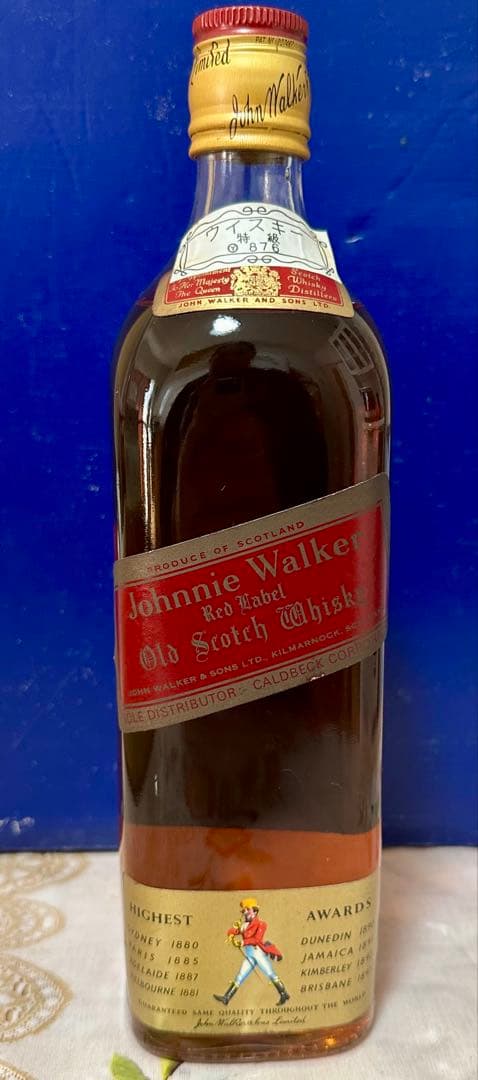 Limited
John Walker
ウイスキー
特級
876
To Her Majesty
The Queen
Scotch
Whisky
Distillers
JOHN WALKER AND SONS LTD.
PRODUCE OF SCOTLAND
Johnnie Walker
Red Label
Old Scotch Whisky
JOHN WALKER & SONS LTD., KILMARNOCK,
SOLE DISTRIBUTOR:- CALDBECK
HIGHEST
AWARDS
SYDNEY 1880
PARIS 1885
ADELAIDE 1887
MELBOURNE 1881
DUNEDIN
JAMAICA
KIMBERLEY
BRISBANE
GUARANTEED SAME QUALITY THROUGHOUT THE WORLD
John Walker & Sons Limited